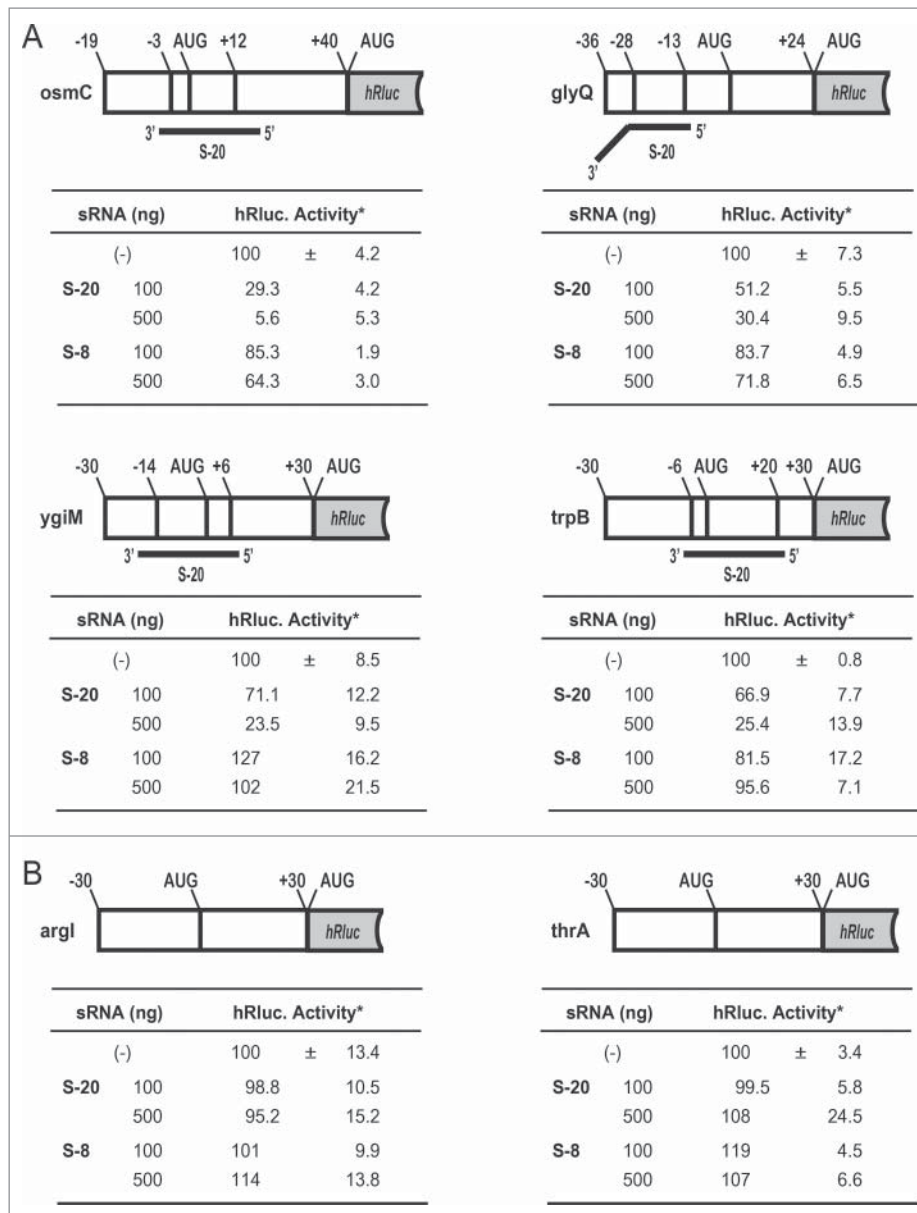 A
-19 -3 AUG +12 +40 AUG
osmC hRluc
3' 5'
S-20
sRNA (ng) hRluc. Activity*
(-) 100 ± 4.2
S-20 100 29.3 4.2
500 5.6 5.3
S-8 100 85.3 1.9
500 64.3 3.0
-36 -28 -13 AUG +24 AUG
glyQ hRluc
5'
S-20
3'
sRNA (ng) hRluc. Activity*
(-) 100 ± 7.3
S-20 100 51.2 5.5
500 30.4 9.5
S-8 100 83.7 4.9
500 71.8 6.5
-30 -14 AUG +6 +30 AUG
ygiM hRluc
3' 5'
S-20
sRNA (ng) hRluc. Activity*
(-) 100 ± 8.5
S-20 100 71.1 12.2
500 23.5 9.5
S-8 100 127 16.2
500 102 21.5
-30 -6 AUG +20 +30 AUG
trpB hRluc
3' 5'
S-20
sRNA (ng) hRluc. Activity*
(-) 100 ± 0.8
S-20 100 66.9 7.7
500 25.4 13.9
S-8 100 81.5 17.2
500 95.6 7.1
B
-30 AUG +30 AUG
argI hRluc
sRNA (ng) hRluc. Activity*
(-) 100 ± 13.4
S-20 100 98.8 10.5
500 95.2 15.2
S-8 100 101 9.9
500 114 13.8
-30 AUG +30 AUG
thrA hRluc
sRNA (ng) hRluc. Activity*
(-) 100 ± 3.4
S-20 100 99.5 5.8
500 108 24.5
S-8 100 119 4.5
500 107 6.6